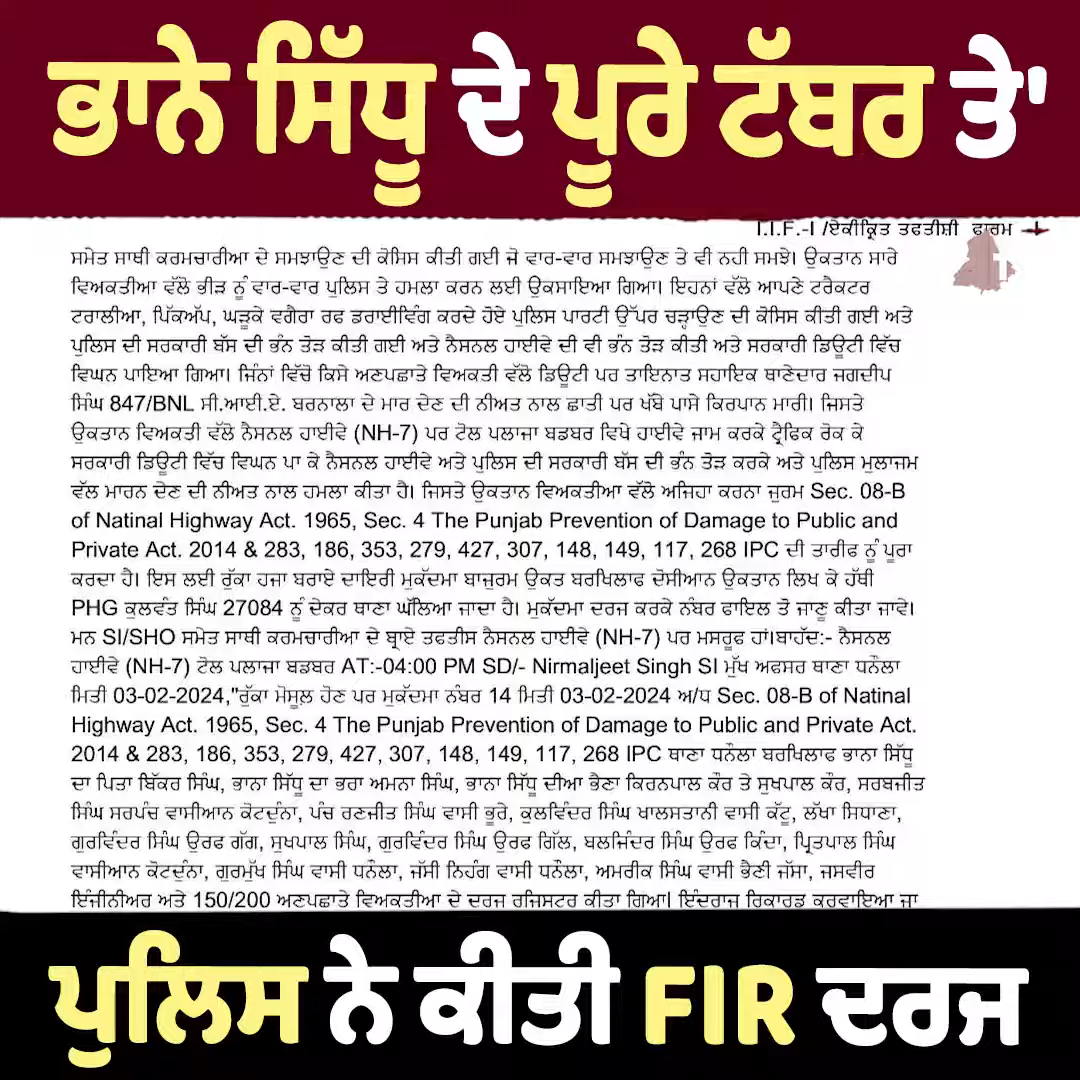 ਭਾਨੇ ਸਿੱਧੂ ਦੇ ਪੂਰੇ ਟੱਬਰ ਤੇ'
I.I.F.-I /ਏਕੀਕ੍ਰਿਤ ਤਫਤੀਸ਼ੀ ਫਾਰਮ -I
ਸਮੇਤ ਸਾਥੀ ਕਰਮਚਾਰੀਆ ਦੇ ਸਮਝਾਉਣ ਦੀ ਕੋਸਿਸ ਕੀਤੀ ਗਈ ਜੋ ਵਾਰ-ਵਾਰ ਸਮਝਾਉਣ ਤੇ ਵੀ ਨਹੀ ਸਮਝੇ। ਉਕਤਾਨ ਸਾਰੇ
ਵਿਅਕਤੀਆ ਵੱਲੋ ਭੀੜ ਨੂੰ ਵਾਰ-ਵਾਰ ਪੁਲਿਸ ਤੇ ਹਮਲਾ ਕਰਨ ਲਈ ਉਕਸਾਇਆ ਗਿਆ। ਇਹਨਾਂ ਵੱਲੋ ਆਪਣੇ ਟਰੈਕਟਰ
ਟਰਾਲੀਆ, ਪਿੱਕਅੱਪ, ਘੜੂਕੇ ਵਗੈਰਾ ਰਫ ਡਰਾਈਵਿੰਗ ਕਰਦੇ ਹੋਏ ਪੁਲਿਸ ਪਾਰਟੀ ਉੱਪਰ ਚੜ੍ਹਾਉਣ ਦੀ ਕੋਸਿਸ ਕੀਤੀ ਗਈ ਅਤੇ
ਪੁਲਿਸ ਦੀ ਸਰਕਾਰੀ ਬੱਸ ਦੀ ਭੰਨ ਤੋੜ ਕੀਤੀ ਗਈ ਅਤੇ ਨੈਸਨਲ ਹਾਈਵੇ ਦੀ ਵੀ ਭੰਨ ਤੋੜ ਕੀਤੀ ਅਤੇ ਸਰਕਾਰੀ ਡਿਊਟੀ ਵਿੱਚ
ਵਿਘਨ ਪਾਇਆ ਗਿਆ। ਜਿੰਨਾਂ ਵਿੱਚੋ ਕਿਸੇ ਅਣਪਛਾਤੇ ਵਿਅਕਤੀ ਵੱਲੋ ਡਿਊਟੀ ਪਰ ਤਾਇਨਾਤ ਸਹਾਇਕ ਥਾਣੇਦਾਰ ਜਗਦੀਪ
ਸਿੰਘ 847/BNL ਸੀ.ਆਈ.ਏ. ਬਰਨਾਲਾ ਦੇ ਮਾਰ ਦੇਣ ਦੀ ਨੀਅਤ ਨਾਲ ਛਾਤੀ ਪਰ ਖੱਬੇ ਪਾਸੇ ਕਿਰਪਾਨ ਮਾਰੀ। ਜਿਸਤੇ
ਉਕਤਾਨ ਵਿਅਕਤੀ ਵੱਲੋ ਨੈਸਨਲ ਹਾਈਵੇ (NH-7) ਪਰ ਟੋਲ ਪਲਾਜਾ ਬਡਬਰ ਵਿਖੇ ਹਾਈਵੇ ਜਾਮ ਕਰਕੇ ਟ੍ਰੈਫਿਕ ਰੋਕ ਕੇ
ਸਰਕਾਰੀ ਡਿਊਟੀ ਵਿੱਚ ਵਿਘਨ ਪਾ ਕੇ ਨੈਸਨਲ ਹਾਈਵੇ ਅਤੇ ਪੁਲਿਸ ਦੀ ਸਰਕਾਰੀ ਬੱਸ ਦੀ ਭੰਨ ਤੋੜ ਕਰਕੇ ਅਤੇ ਪੁਲਿਸ ਮੁਲਾਜਮ
ਵੱਲ ਮਾਰਨ ਦੇਣ ਦੀ ਨੀਅਤ ਨਾਲ ਹਮਲਾ ਕੀਤਾ ਹੈ। ਜਿਸਤੇ ਉਕਤਾਨ ਵਿਅਕਤੀਆ ਵੱਲੋ ਅਜਿਹਾ ਕਰਨਾ ਜੁਰਮ Sec. 08-B
of Natinal Highway Act. 1965, Sec. 4 The Punjab Prevention of Damage to Public and
Private Act. 2014 & 283, 186, 353, 279, 427, 307, 148, 149, 117, 268 IPC ਦੀ ਤਾਰੀਫ ਨੂੰ ਪੂਰਾ
ਕਰਦਾ ਹੈ। ਇਸ ਲਈ ਰੁੱਕਾ ਹਜਾ ਬਰਾਏ ਦਾਇਰੀ ਮੁਕੱਦਮਾ ਬਾਜੁਰਮ ਉਕਤ ਬਰਖਿਲਾਫ ਦੋਸੀਆਨ ਉਕਤਾਨ ਲਿਖ ਕੇ ਹੱਥੀ
PHG ਕੁਲਵੰਤ ਸਿੰਘ 27084 ਨੂੰ ਦੇਕਰ ਥਾਣਾ ਘੱਲਿਆ ਜਾਦਾ ਹੈ। ਮੁਕੱਦਮਾ ਦਰਜ ਕਰਕੇ ਨੰਬਰ ਫਾਇਲ ਤੋ ਜਾਣੂ ਕੀਤਾ ਜਾਵੇ।
ਮਨ SI/SHO ਸਮੇਤ ਸਾਥੀ ਕਰਮਚਾਰੀਆ ਦੇ ਬ੍ਰਾਏ ਤਫਤੀਸ ਨੈਸਨਲ ਹਾਈਵੇ (NH-7) ਪਰ ਮਸਰੂਫ ਹਾਂ।ਬਾਹੱਦ:- ਨੈਸਨਲ
ਹਾਈਵੇ (NH-7) ਟੋਲ ਪਲਾਜਾ ਬਡਬਰ AT:-04:00 PM SD/- Nirmaljeet Singh SI ਮੁੱਖ ਅਫਸਰ ਥਾਣਾ ਧਨੌਲਾ
ਮਿਤੀ 03-02-2024,"ਰੁੱਕਾ ਮੋਸੂਲ਼ ਹੋਣ ਪਰ ਮੁਕੱਦਮਾ ਨੰਬਰ 14 ਮਿਤੀ 03-02-2024 ਅ/ਧ Sec. 08-B of Natinal
Highway Act. 1965, Sec. 4 The Punjab Prevention of Damage to Public and Private Act.
2014 & 283, 186, 353, 279, 427, 307, 148, 149, 117, 268 IPC ਥਾਣਾ ਧਨੌਲਾ ਬਰਖਿਲਾਫ ਭਾਨਾ ਸਿੱਧੂ
ਦਾ ਪਿਤਾ ਬਿੱਕਰ ਸਿੰਘ, ਭਾਨਾ ਸਿੱਧੂ ਦਾ ਭਰਾ ਅਮਨਾ ਸਿੰਘ, ਭਾਨਾ ਸਿੱਧੂ ਦੀਆ ਭੈਣਾ ਕਿਰਨਪਾਲ ਕੌਰ ਤੇ ਸੁਖਪਾਲ ਕੌਰ, ਸਰਬਜੀਤ
ਸਿੰਘ ਸਰਪੰਚ ਵਾਸੀਆਨ ਕੋਟਦੁੰਨਾ, ਪੰਚ ਰਣਜੀਤ ਸਿੰਘ ਵਾਸੀ ਭੂਰੇ, ਕੁਲਵਿੰਦਰ ਸਿੰਘ ਖਾਲਸਤਾਨੀ ਵਾਸੀ ਕੱਟੂ, ਲੱਖਾ ਸਿਧਾਣਾ,
ਗੁਰਵਿੰਦਰ ਸਿੰਘ ਉਰਫ ਗੱਗ, ਸੁਖਪਾਲ ਸਿੰਘ, ਗੁਰਵਿੰਦਰ ਸਿੰਘ ਉਰਫ ਗਿੱਲ, ਬਲਜਿੰਦਰ ਸਿੰਘ ਉਰਫ ਕਿੰਦਾ, ਪ੍ਰਿਤਪਾਲ ਸਿੰਘ
ਵਾਸੀਆਨ ਕੋਟਦੁੰਨਾ, ਗੁਰਮੁੱਖ ਸਿੰਘ ਵਾਸੀ ਧਨੌਲਾ, ਜੱਸੀ ਨਿਹੰਗ ਵਾਸੀ ਧਨੌਲਾ, ਅਮਰੀਕ ਸਿੰਘ ਵਾਸੀ ਭੈਣੀ ਜੱਸਾ, ਜਸਵੀਰ
ਇੰਜੀਨੀਅਰ ਅਤੇ 150/200 ਅਣਪਛਾਤੇ ਵਿਅਕਤੀਆ ਦੇ ਦਰਜ ਰਜਿਸਟਰ ਕੀਤਾ ਗਿਆ। ਇੰਦਰਾਜ ਰਿਕਾਰਡ ਕਰਵਾਇਆ ਜਾ
ਪੁਲਿਸ ਨੇ ਕੀਤੀ FIR ਦਰਜ